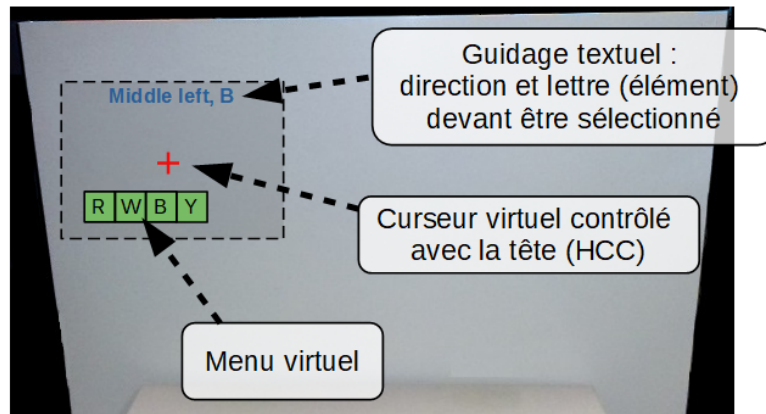 Guidage textuel :
direction et lettre (élément)
devant être sélectionné
Middle left, B
R W B Y
Curseur virtuel contrôlé
avec la tête (HCC)
Menu virtuel